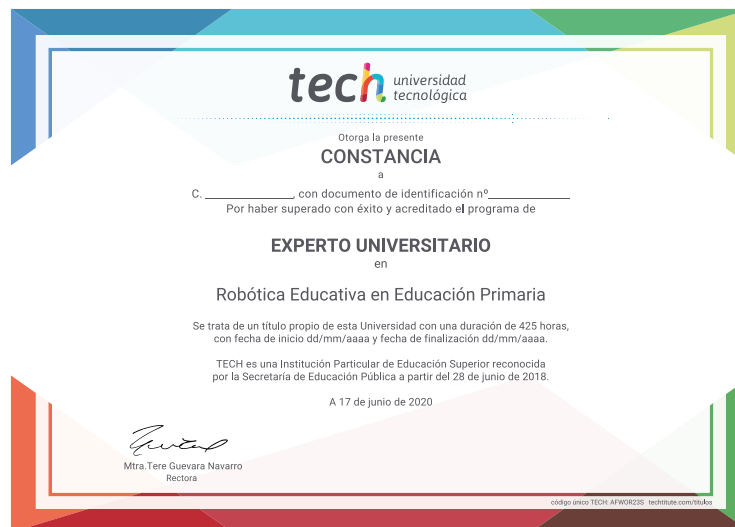 tech universidad
tecnológica
Otorga la presente
CONSTANCIA
a
C. ______________, con documento de identificación nº______________
Por haber superado con éxito y acreditado el programa de
EXPERTO UNIVERSITARIO
en
Robótica Educativa en Educación Primaria
Se trata de un título propio de esta Universidad con una duración de 425 horas,
con fecha de inicio dd/mm/aaaa y fecha de finalización dd/mm/aaaa.
TECH es una Institución Particular de Educación Superior reconocida
por la Secretaría de Educación Pública a partir del 28 de junio de 2018.
A 17 de junio de 2020
Mtra.Tere Guevara Navarro
Rectora
código único TECH: AFWOR23S techtitute.com/titulos